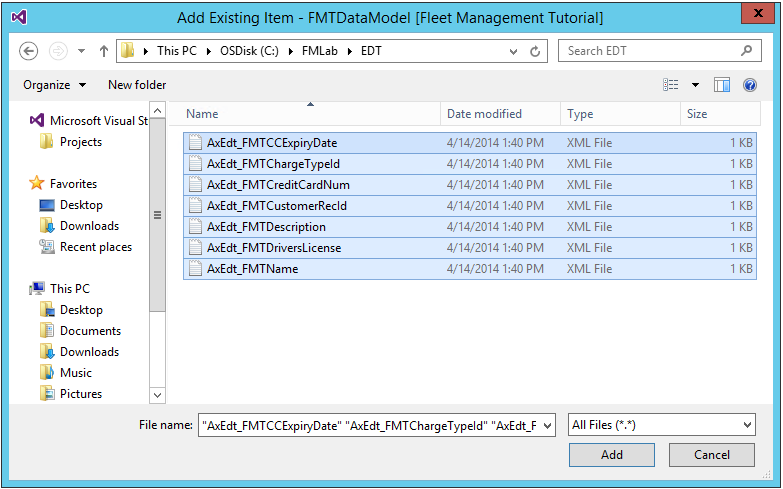 Add Existing Item - FMTDataModel [Fleet Management Tutorial]
This PC OSDisk (C:) FMLab EDT
Search EDT
Organize New folder
Name Date modified Type Size
Microsoft Visual St
Projects
Favorites
Desktop
Downloads
Recent places
This PC
Desktop
Documents
Downloads
Music
Pictures
AxEdt_FMTCCExpiryDate 4/14/2014 1:40 PM XML File 1 KB
AxEdt_FMTChargeTypeId 4/14/2014 1:40 PM XML File 1 KB
AxEdt_FMTCreditCardNum 4/14/2014 1:40 PM XML File 1 KB
AxEdt_FMTCustomerRecId 4/14/2014 1:40 PM XML File 1 KB
AxEdt_FMTDescription 4/14/2014 1:40 PM XML File 1 KB
AxEdt_FMTDriversLicense 4/14/2014 1:40 PM XML File 1 KB
AxEdt_FMTName 4/14/2014 1:40 PM XML File 1 KB
File name: "AxEdt_FMTCCExpiryDate" "AxEdt_FMTChargeTypeId" "AxEdt_F
All Files (*.*)
Add Cancel